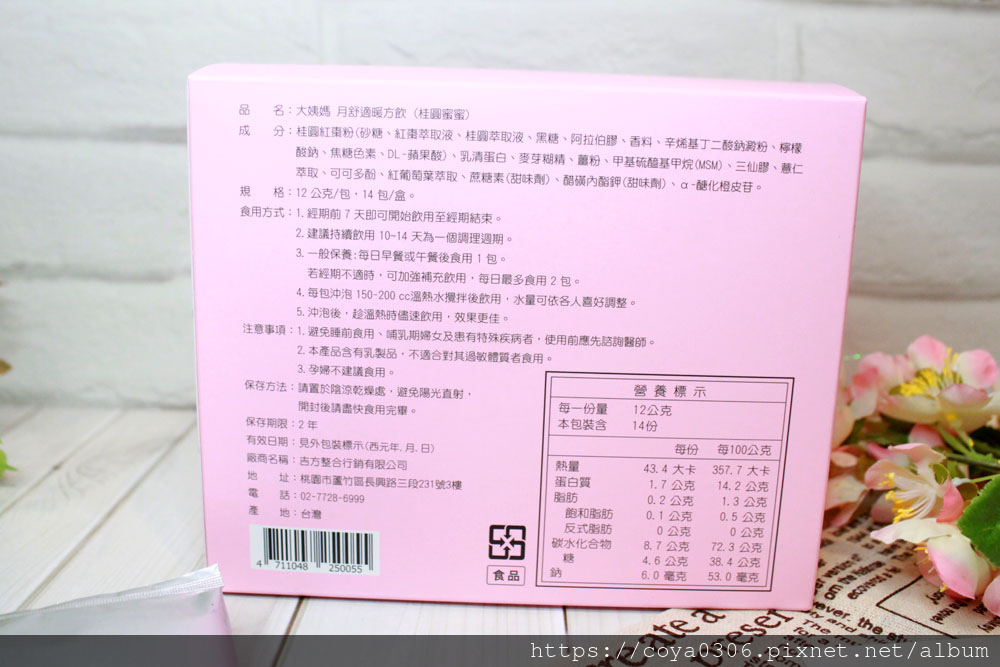 品　　名：大姨媽 月舒適暖方飲 (桂圓蜜蜜)
成　　分：桂圓紅棗粉(砂糖、紅棗萃取液、桂圓萃取液、黑糖、阿拉伯膠、香料、辛烯基丁二酸鈉澱粉、檸檬
酸鈉、焦糖色素、DL-蘋果酸)、乳清蛋白、麥芽糊精、薑粉、甲基硫醯基甲烷(MSM)、三仙膠、薏仁
萃取、可可多酚、紅葡萄葉萃取、蔗糖素(甜味劑)、醋磺內酯鉀(甜味劑)、α-醣化橙皮苷。
規　　格：12 公克/包，14 包/盒。
食用方式：1. 經期前 7 天即可開始飲用至經期結束。
2. 建議持續飲用 10~14 天為一個調理週期。
3. 一般保養:每日早餐或午餐後食用 1 包。
若經期不適時，可加強補充飲用，每日最多食用 2 包。
4. 每包沖泡 150-200 cc溫熱水攪拌後飲用，水量可依各人喜好調整。
5. 沖泡後，趁溫熱時儘速飲用，效果更佳。
注意事項：1. 避免睡前食用、哺乳期婦女及患有特殊疾病者，使用前應先諮詢醫師。
2. 本產品含有乳製品，不適合對其過敏體質者食用。
3. 孕婦不建議食用。
保存方法：請置於陰涼乾燥處，避免陽光直射，
開封後請盡快食用完畢。
保存期限：2 年
有效日期：見外包裝標示(西元年. 月. 日)
廠商名稱：吉方整合行銷有限公司
地　　址：桃園市蘆竹區長興路三段231號3樓
電　　話：02-7728-6999
產　　地：台灣
4 711048 250055
食品
營養標示
每一份量 12公克
本包裝含 14份
每份 每100公克
熱量 43.4 大卡 357.7 大卡
蛋白質 1.7 公克 14.2 公克
脂肪 0.2 公克 1.3 公克
飽和脂肪 0.1 公克 0.5 公克
反式脂肪 0 公克 0 公克
碳水化合物 8.7 公克 72.3 公克
糖 4.6 公克 38.4 公克
鈉 6.0 毫克 53.0 毫克
https://coya0306.pixnet.net/album